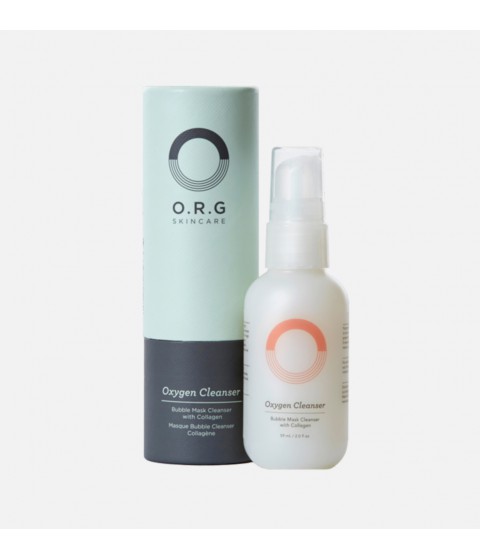 O.R.G
SKINCARE
Oxygen Cleanser
Bubble Mask Cleanser
with Collagen
Masque Bubble Cleanser
Collagène
Oxygen Cleanser
Bubble Mask Cleanser
with Collagen